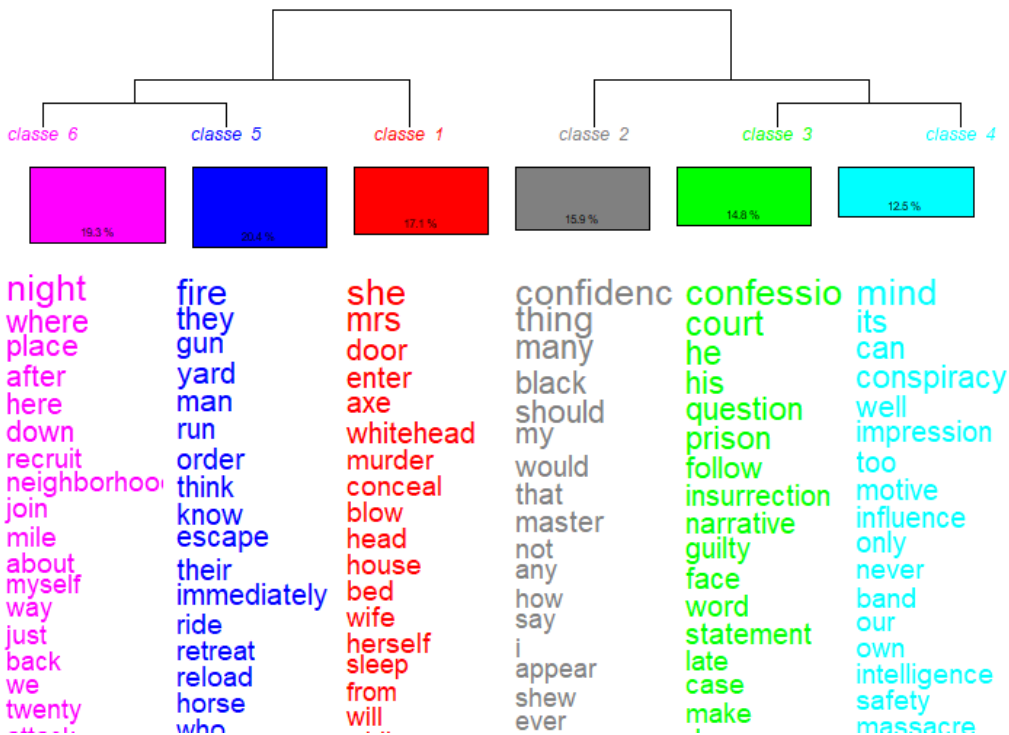 classe 6
classe 5
classe 1
classe 2
classe 3
classe 4
19.3 %
20.4 %
17.1 %
15.9 %
14.8 %
12.5 %
night
where
place
after
here
down
recruit
neighborhoo
join
mile
about
myself
way
just
back
we
twenty
attack
fire
they
gun
yard
man
run
order
think
know
escape
their
immediately
ride
retreat
reload
horse
who
she
mrs
door
enter
axe
whitehead
murder
conceal
blow
head
house
bed
wife
herself
sleep
from
will
confidenc
thing
many
black
should
my
would
that
master
not
any
how
say
i
appear
shew
ever
confessio
court
he
his
question
prison
follow
insurrection
narrative
guilty
face
word
statement
late
case
make
mind
its
can
conspiracy
well
impression
too
motive
influence
only
never
band
our
own
intelligence
safety
massacre